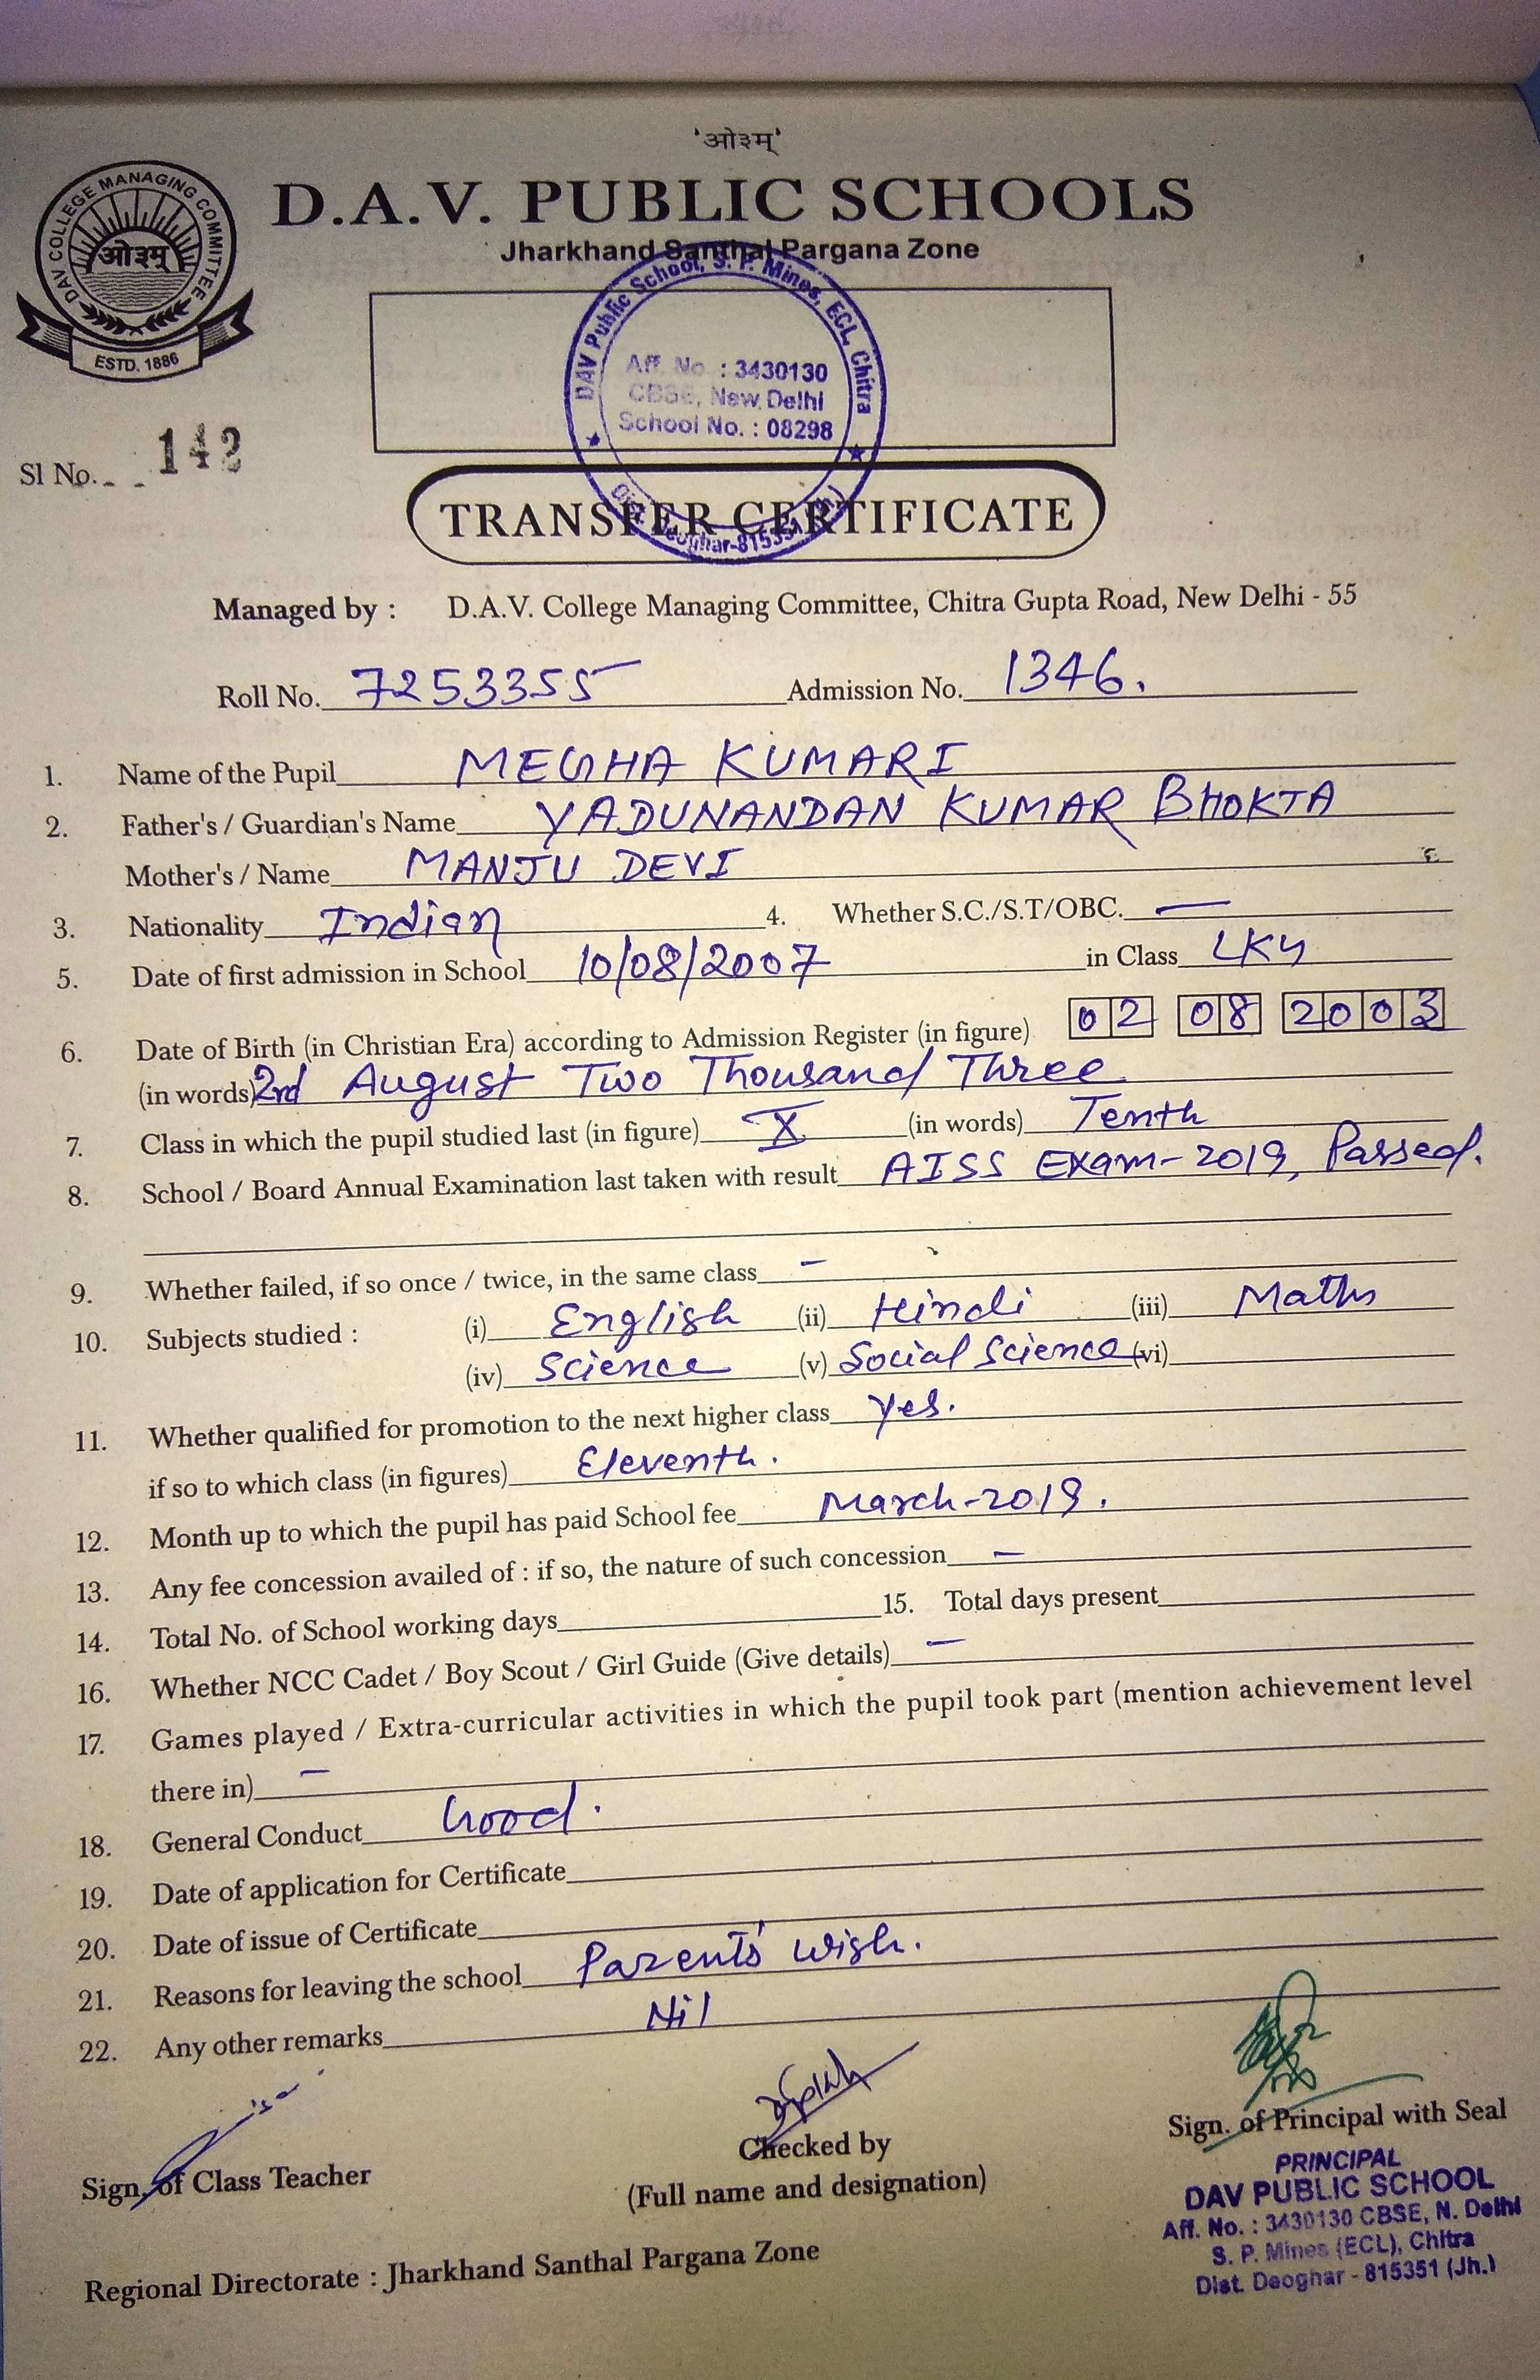 'ओ३म्'
DAV COLLEGE MANAGING COMMITTEE
ओ३म्
ESTD. 1886
D.A.V. PUBLIC SCHOOLS
Jharkhand Santhal Pargana Zone
DAV Public School, S. P. Mines, ECL, Chitra
Aff. No. : 3430130
CBSE, New Delhi
School No. : 08298
Dist. Deoghar-815351 (Jh.)
Sl No. 142
TRANSFER CERTIFICATE
Managed by : D.A.V. College Managing Committee, Chitra Gupta Road, New Delhi - 55
Roll No. 7253355 Admission No. 1346.
1. Name of the Pupil MEGHA KUMARI
2. Father's / Guardian's Name YADUNANDAN KUMAR BHOKTA
Mother's / Name MANJU DEVI
3. Nationality Indian 4. Whether S.C./S.T/OBC. —
5. Date of first admission in School 10/08/2007 in Class LKG
6. Date of Birth (in Christian Era) according to Admission Register (in figure) 02 08 2003
(in words) 2rd August Two Thousand Three
7. Class in which the pupil studied last (in figure) X (in words) Tenth
8. School / Board Annual Examination last taken with result AISS Exam-2019, Passed.
9. Whether failed, if so once / twice, in the same class –
10. Subjects studied : (i) English (ii) Hindi (iii) Maths
(iv) Science (v) Social Science (vi)
11. Whether qualified for promotion to the next higher class Yes.
if so to which class (in figures) Eleventh.
12. Month up to which the pupil has paid School fee March-2019.
13. Any fee concession availed of : if so, the nature of such concession —
14. Total No. of School working days 15. Total days present
16. Whether NCC Cadet / Boy Scout / Girl Guide (Give details) —
17. Games played / Extra-curricular activities in which the pupil took part (mention achievement level
there in) –
18. General Conduct Good.
19. Date of application for Certificate
20. Date of issue of Certificate
21. Reasons for leaving the school Parents' wish.
22. Any other remarks Nil
Sign. of Class Teacher
Checked by
(Full name and designation)
Sign. of Principal with Seal
PRINCIPAL
DAV PUBLIC SCHOOL
Aff. No. : 3430130 CBSE, N. Delhi
S. P. Mines (ECL), Chitra
Dist. Deoghar - 815351 (Jh.)
Regional Directorate : Jharkhand Santhal Pargana Zone